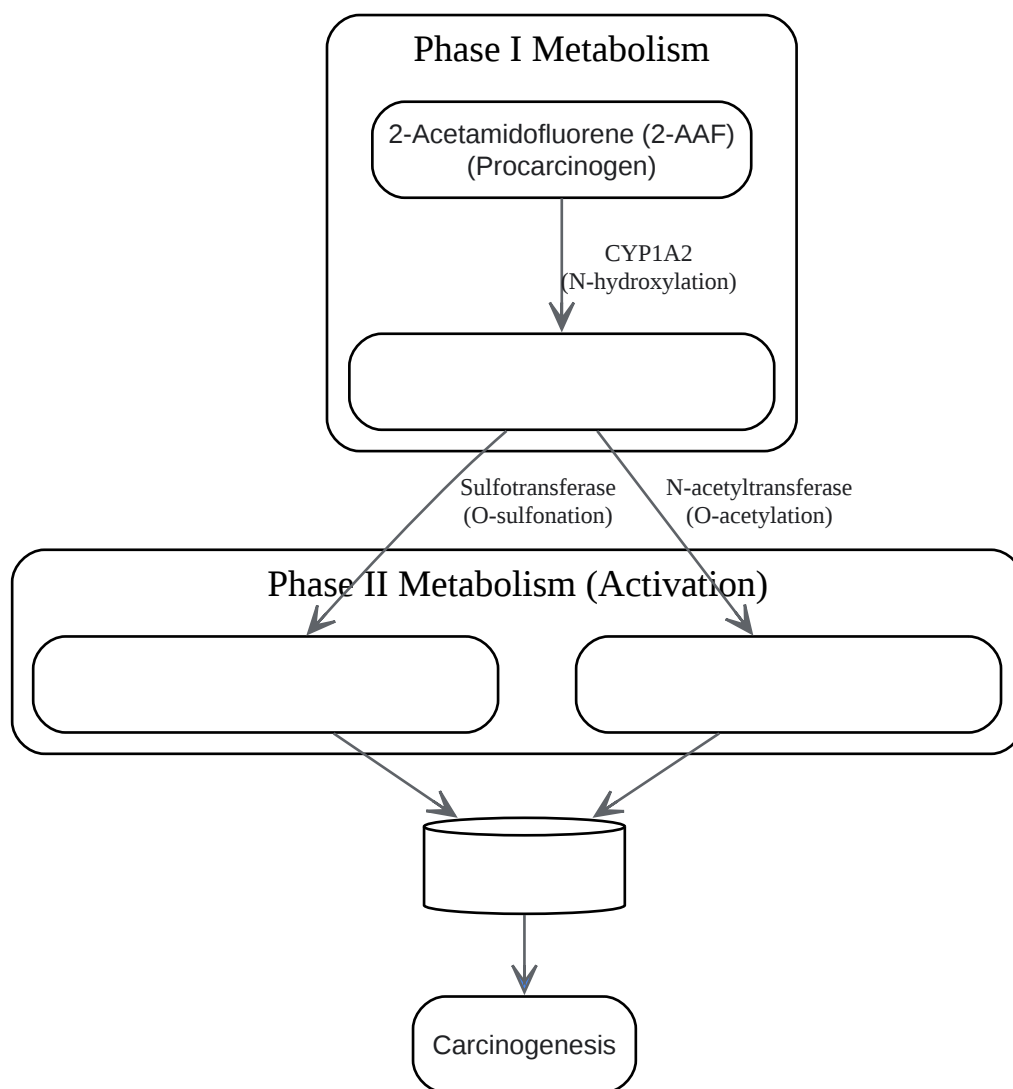 Phase I Metabolism
2-Acetamidofluorene (2-AAF)
(Procarcinogen)
CYP1A2
(N-hydroxylation)
Sulfotransferase
(O-sulfonation)
N-acetyltransferase
(O-acetylation)
Phase II Metabolism (Activation)
Carcinogenesis